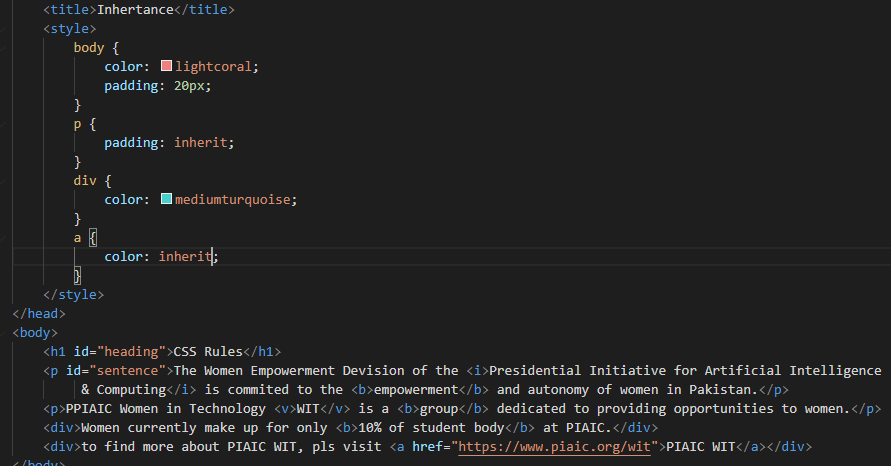 <title>Inhertance</title>
<style>
body {
color: lightcoral;
padding: 20px;
}
p {
padding: inherit;
}
div {
color: mediumturquoise;
}
a {
color: inherit;
}
</style>
</head>
<body>
<h1 id="heading">CSS Rules</h1>
<p id="sentence">The Women Empowerment Devision of the <i>Presidential Initiative for Artificial Intelligence
& Computing</i> is commited to the <b>empowerment</b> and autonomy of women in Pakistan.</p>
<p>PPIAIC Women in Technology <v>WIT</v> is a <b>group</b> dedicated to providing opportunities to women.</p>
<div>Women currently make up for only <b>10% of student body</b> at PIAIC.</div>
<div>to find more about PIAIC WIT, pls visit <a href="https://www.piaic.org/wit">PIAIC WIT</a></div>
</body>